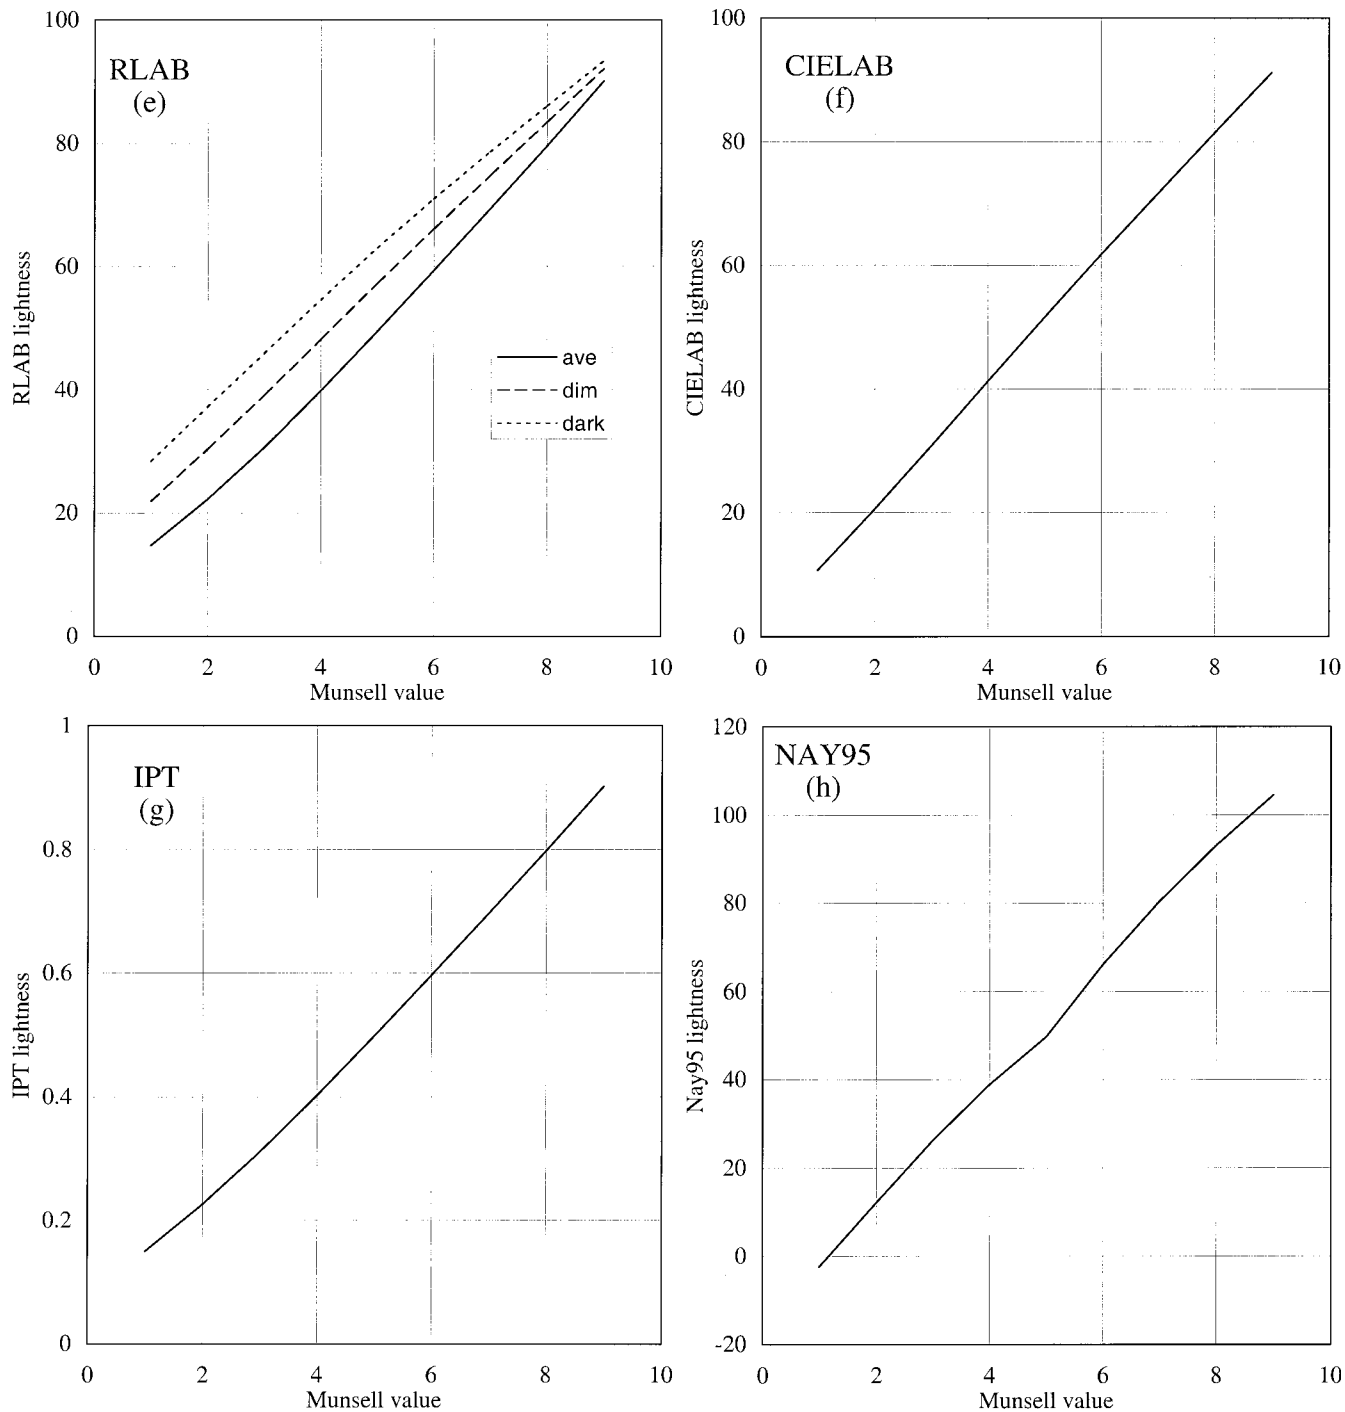 RLAB
(e)
100
80
60
40
20
0
RLAB lightness
ave
dim
dark
0 2 4 6 8 10
Munsell value
CIELAB
(f)
100
80
60
40
20
0
CIELAB lightness
0 2 4 6 8 10
Munsell value
IPT
(g)
1
0.8
0.6
0.4
0.2
0
IPT lightness
0 2 4 6 8 10
Munsell value
NAY95
(h)
120
100
80
60
40
20
0
-20
Nay95 lightness
0 2 4 6 8 10
Munsell value